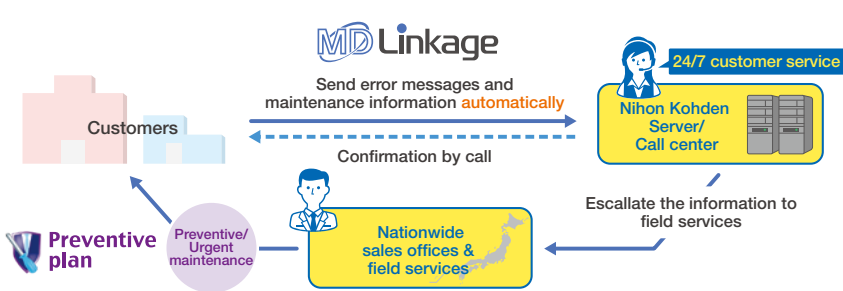 MD Linkage
24/7 customer service
Send error messages and
maintenance information automatically
Customers
Nihon Kohden
Server/
Call center
Confirmation by call
Escallate the information to
field services
Preventive
plan
Preventive/
Urgent
maintenance
Nationwide
sales offices &
field services